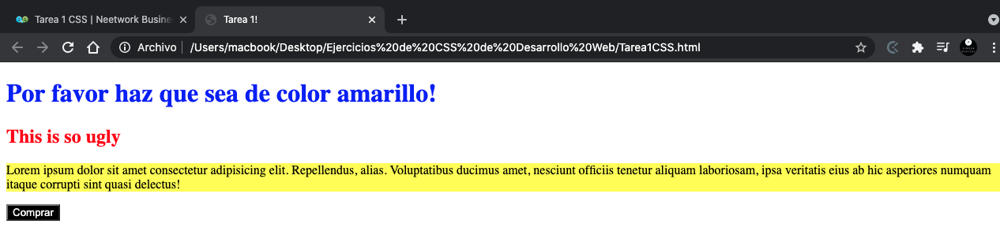 Tarea 1 CSS | Neetwork Busine
Tarea 1!
Archivo
/Users/macbook/Desktop/Ejercicios%20de%20CSS%20de%20Desarrollo%20Web/Tarea1CSS.html
Por favor haz que sea de color amarillo!
This is so ugly
Lorem ipsum dolor sit amet consectetur adipisicing elit. Repellendus, alias. Voluptatibus ducimus amet, nesciunt officiis tenetur aliquam laboriosam, ipsa veritatis eius ab hic asperiores numquam
itaque corrupti sint quasi delectus!
Comprar